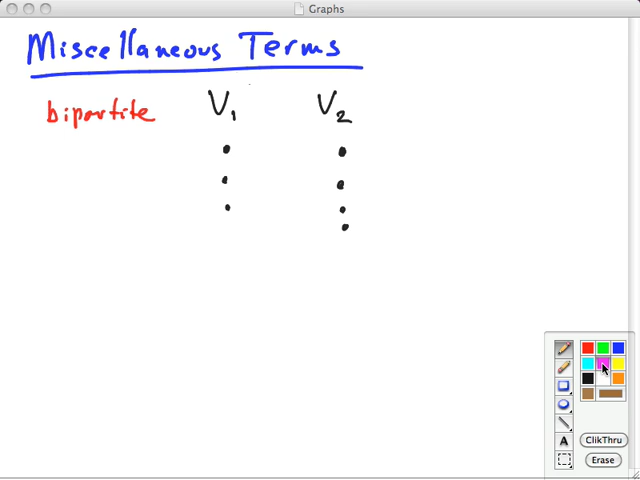 Graphs
Miscellaneous Terms
bipartite V1 V2
A ClikThru
Erase